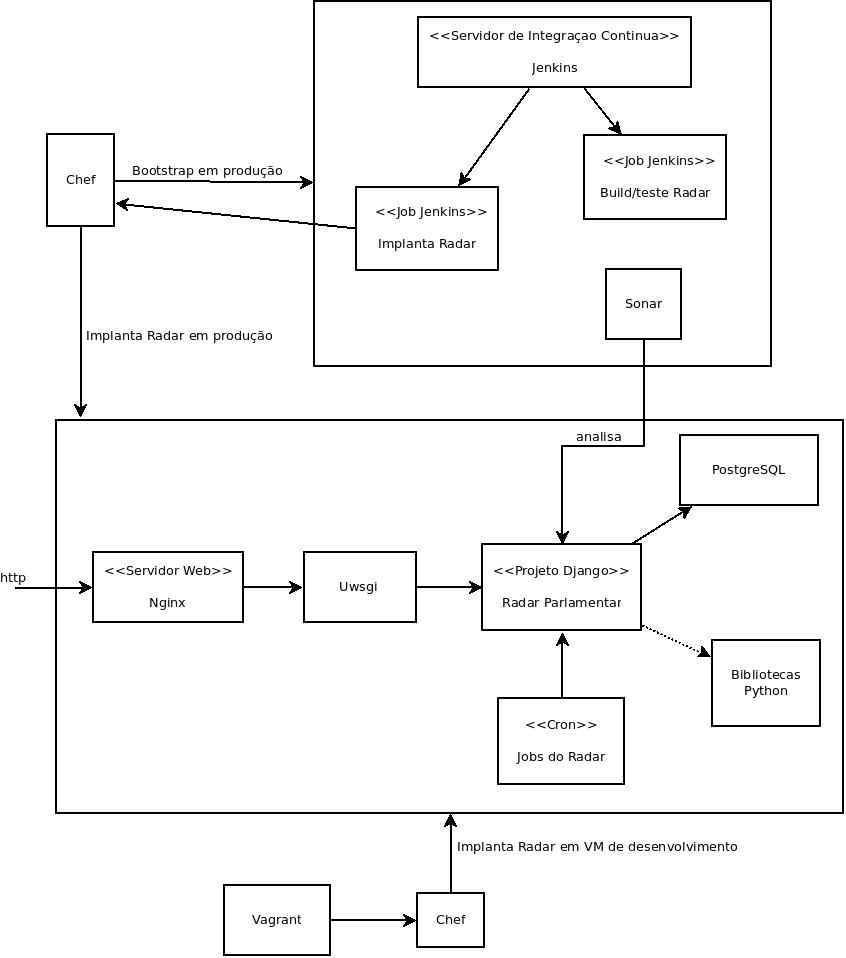 <<Servidor de Integraçao Continua>>
Jenkins
<<Job Jenkins>>
Build/teste Radar
Chef
Bootstrap em produção
<<Job Jenkins>>
Implanta Radar
Sonar
Implanta Radar em produção
analisa
PostgreSQL
http
<<Servidor Web>>
Nginx
Uwsgi
<<Projeto Django>>
Radar Parlamentar
Bibliotecas
Python
<<Cron>>
Jobs do Radar
Implanta Radar em VM de desenvolvimento
Vagrant
Chef